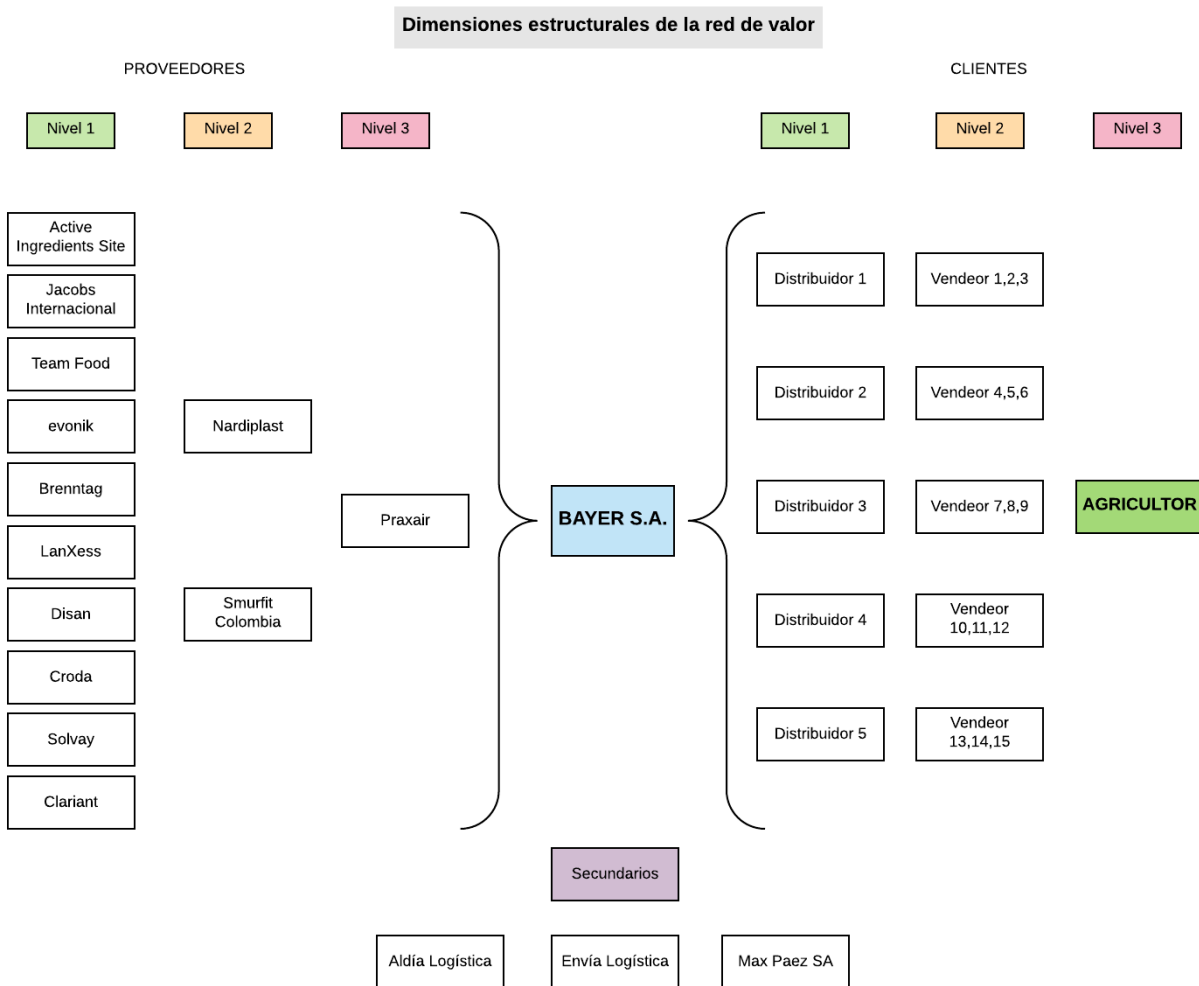 Dimensiones estructurales de la red de valor
PROVEEDORES
CLIENTES
Nivel 1
Nivel 2
Nivel 3
Nivel 1
Nivel 2
Nivel 3
Active
Ingredients Site
Jacobs
Internacional
Team Food
evonik
Brenntag
LanXess
Disan
Croda
Solvay
Clariant
Nardiplast
Smurfit
Colombia
Praxair
BAYER S.A.
Distribuidor 1
Distribuidor 2
Distribuidor 3
Distribuidor 4
Distribuidor 5
Vendeor 1,2,3
Vendeor 4,5,6
Vendeor 7,8,9
Vendeor
10,11,12
Vendeor
13,14,15
AGRICULTOR
Secundarios
Aldía Logística
Envía Logística
Max Paez SA